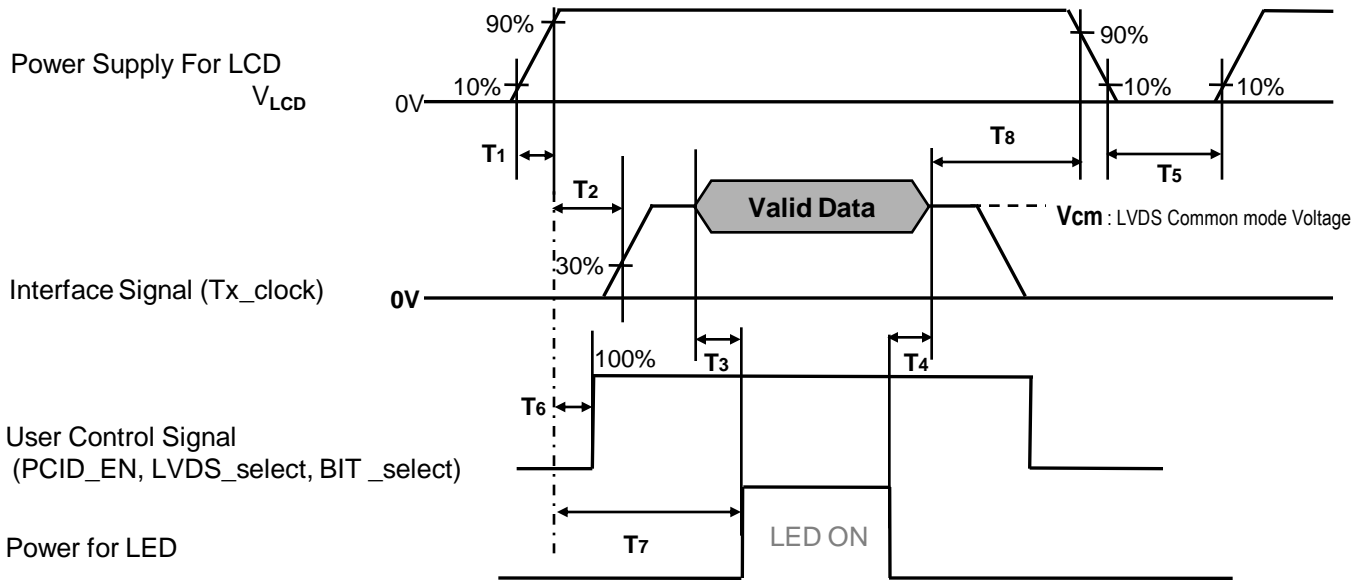 90%
90%
Power Supply For LCD
VLCD
10%
10%
10%
0V
T1
T8
T5
T2
Valid Data
Vcm : LVDS Common mode Voltage
30%
Interface Signal (Tx_clock)
0V
100%
T3
T4
T6
User Control Signal
(PCID_EN, LVDS_select, BIT _select)
T7
LED ON
Power for LED